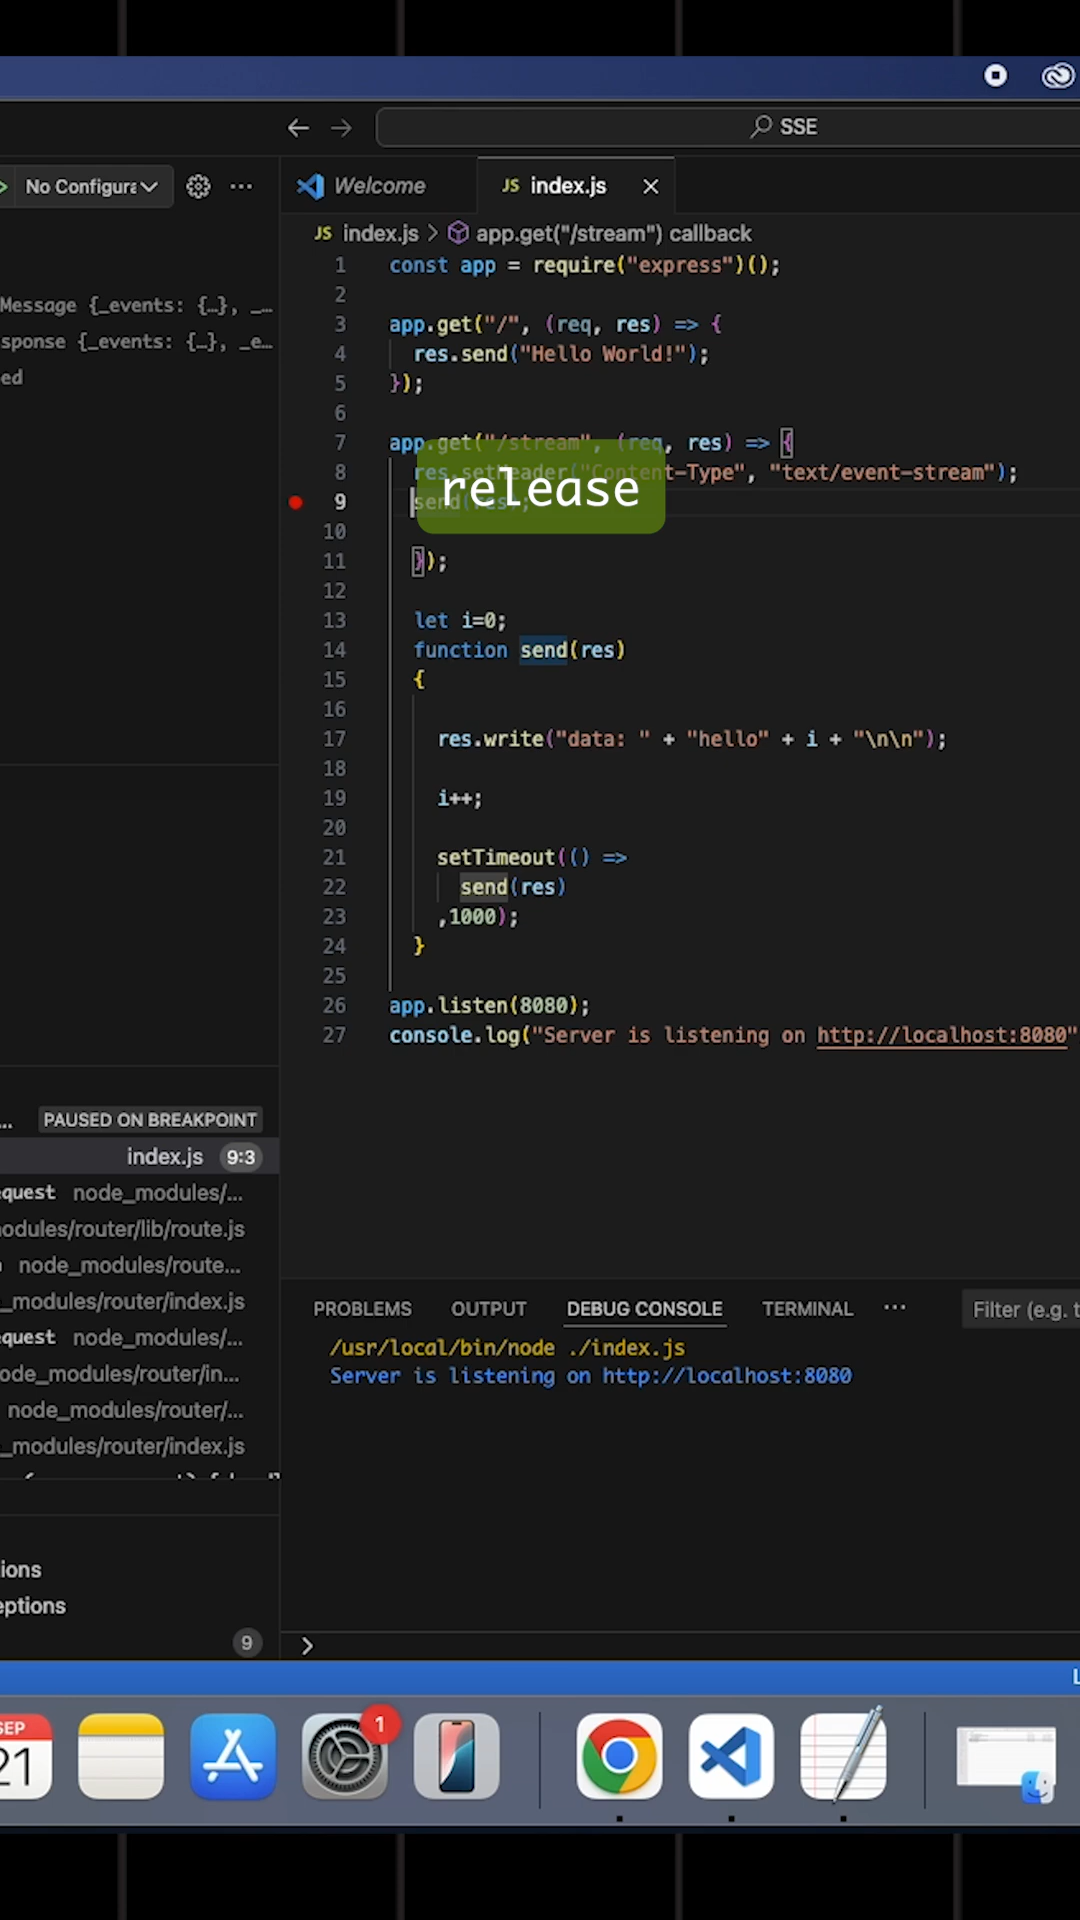 SSE
No Configura
Welcome
JS index.js
JS index.js > app.get("/stream") callback
1 const app = require("express")();
2
Message {_events: {…}, _…
3 app.get("/", (req, res) => {
sponse {_events: {…}, _e…
4 res.send("Hello World!");
ed
5 });
6
7 app.get("/stream", (req, res) => {
8 res.setHeader("Content-Type", "text/event-stream");
release
9 send(res);
10
11 });
12
13 let i=0;
14 function send(res)
15 {
16
17 res.write("data: " + "hello" + i + "\n\n");
18
19 i++;
20
21 setTimeout(() =>
22 send(res)
23 ,1000);
24 }
25
26 app.listen(8080);
27 console.log("Server is listening on http://localhost:8080"
… PAUSED ON BREAKPOINT
index.js 9:3
equest node_modules/…
nodules/router/lib/route.js
node_modules/route…
_modules/router/index.js
equest node_modules/…
ode_modules/router/in…
node_modules/router/…
_modules/router/index.js
PROBLEMS OUTPUT DEBUG CONSOLE TERMINAL … Filter (e.g. t
/usr/local/bin/node ./index.js
Server is listening on http://localhost:8080
ions
eptions
9
SEP
21
1